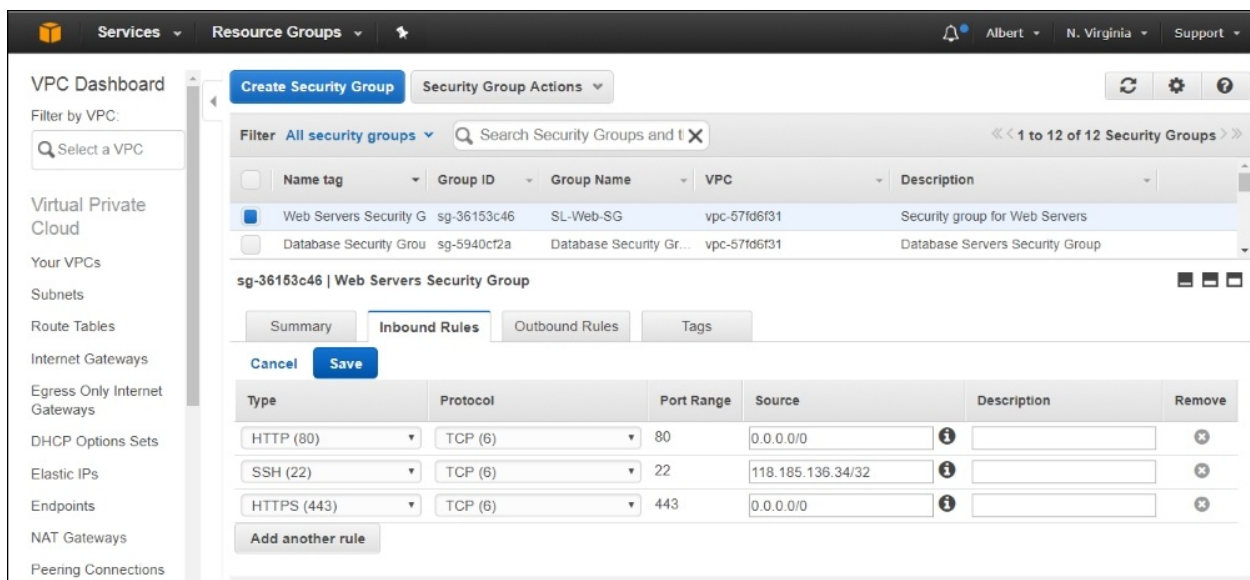 Services Resource Groups Albert N. Virginia Support
VPC Dashboard
Filter by VPC:
Select a VPC
Virtual Private
Cloud
Your VPCs
Subnets
Route Tables
Internet Gateways
Egress Only Internet
Gateways
DHCP Options Sets
Elastic IPs
Endpoints
NAT Gateways
Peering Connections
Create Security Group Security Group Actions
Filter All security groups Search Security Groups and t 1 to 12 of 12 Security Groups
Name tag Group ID Group Name VPC Description
Web Servers Security G sg-36153c46 SL-Web-SG vpc-57fd6f31 Security group for Web Servers
Database Security Grou sg-5940cf2a Database Security Gr... vpc-57fd6f31 Database Servers Security Group
sg-36153c46 | Web Servers Security Group
Summary Inbound Rules Outbound Rules Tags
Cancel Save
Type Protocol Port Range Source Description Remove
HTTP (80) TCP (6) 80 0.0.0.0/0
SSH (22) TCP (6) 22 118.185.136.34/32
HTTPS (443) TCP (6) 443 0.0.0.0/0
Add another rule